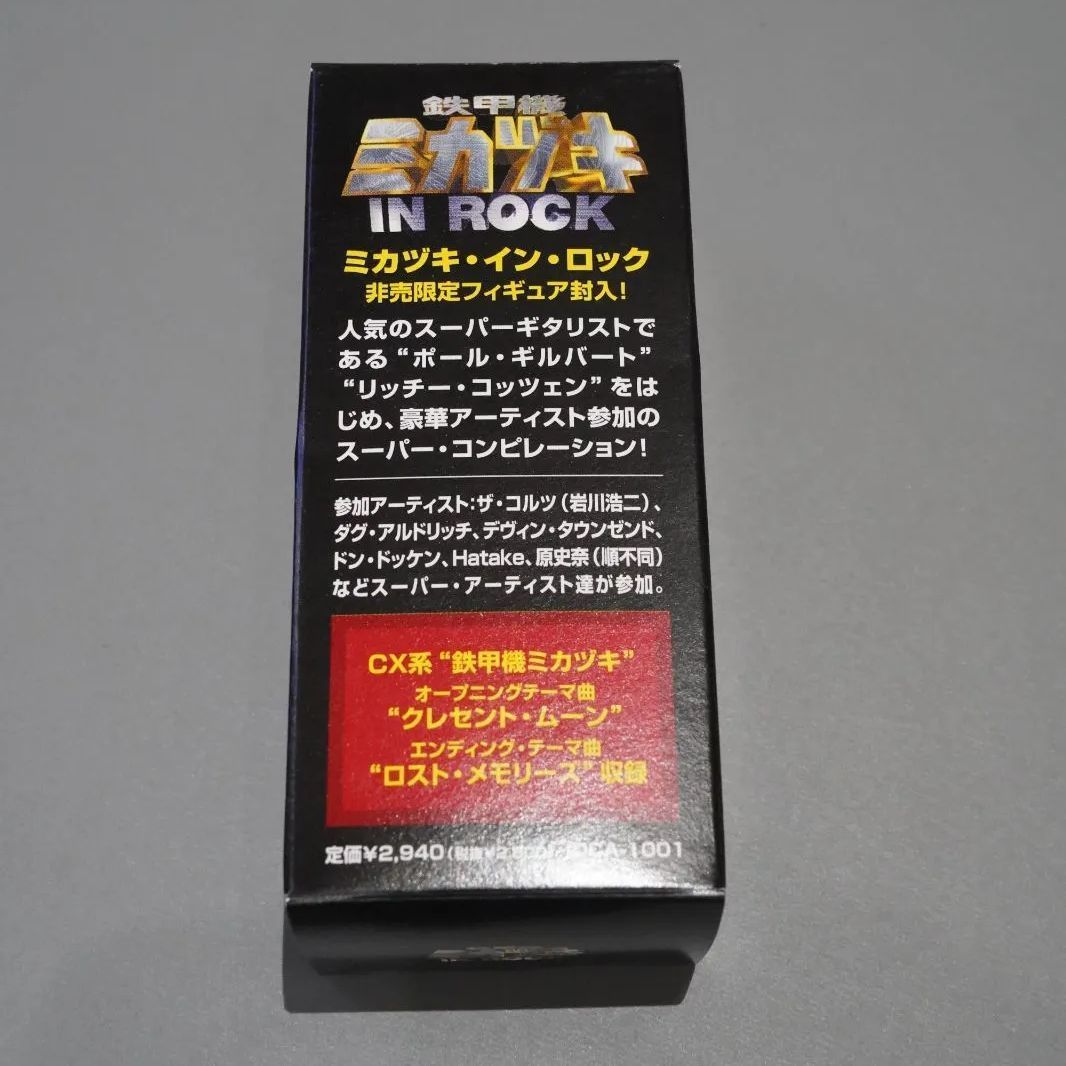 鉄甲機
ミカヅキ
IN ROCK
ミカヅキ・イン・ロック
非売限定フィギュア封入!
人気のスーパーギタリストで
ある“ポール・ギルバート”
“リッチー・コッツェン”をは
じめ、豪華アーティスト参加の
スーパー・コンピレーション!
参加アーティスト:ザ・コルツ(岩川浩二)、
ダグ・アルドリッチ、デヴィン・タウンゼンド、
ドン・ドッケン、Hatake、原史奈(順不同)
などスーパー・アーティスト達が参加。
CX系“鉄甲機ミカヅキ”
オープニングテーマ曲
“クレセント・ムーン”
エンディング・テーマ曲
“ロスト・メモリーズ”収録
定価¥2,940(税抜
ミカヅキ
IN ROCK